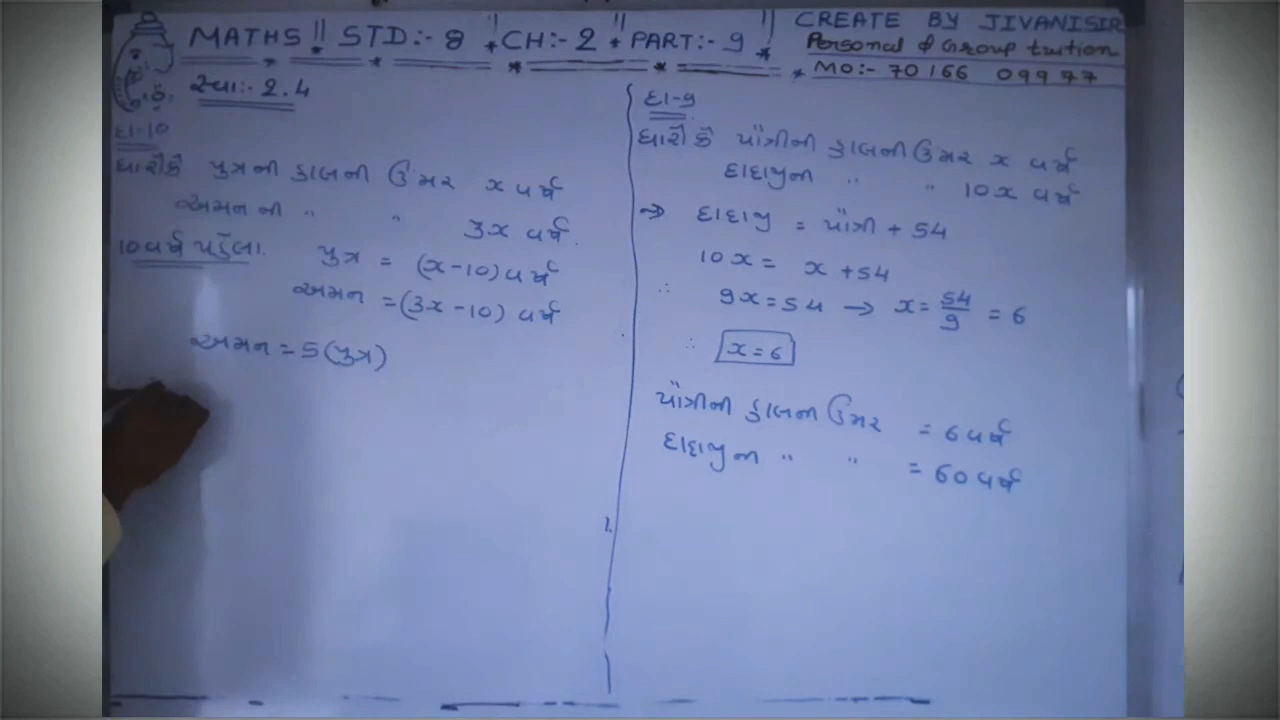 MATHS || STD:- 8 CH:- 2 PART:- 9
CREATE BY JIVANISIR
Personal & Group tuition
MO:- 70166 09977
સ્વા:- 2.4
દા-10
ધારોકે પુત્રની હાલની ઉંમર x વર્ષ
અમન ની " " 3x વર્ષ.
10 વર્ષ પહેલા. પુત્ર = (x-10) વર્ષ
અમન = (3x-10) વર્ષ
અમન = 5 (પુત્ર)
દા-9
ધારો કે પૌત્રીની હાલની ઉંમર x વર્ષ
દાદાજીની " " 10x વર્ષ
⇒ દાદાજી = પૌત્રી + 54
10x = x + 54
∴ 9x = 54 → x = 54/9 = 6
∴ x = 6
પૌત્રીની હાલની ઉંમર = 6 વર્ષ
દાદાજીની " " = 60 વર્ષ